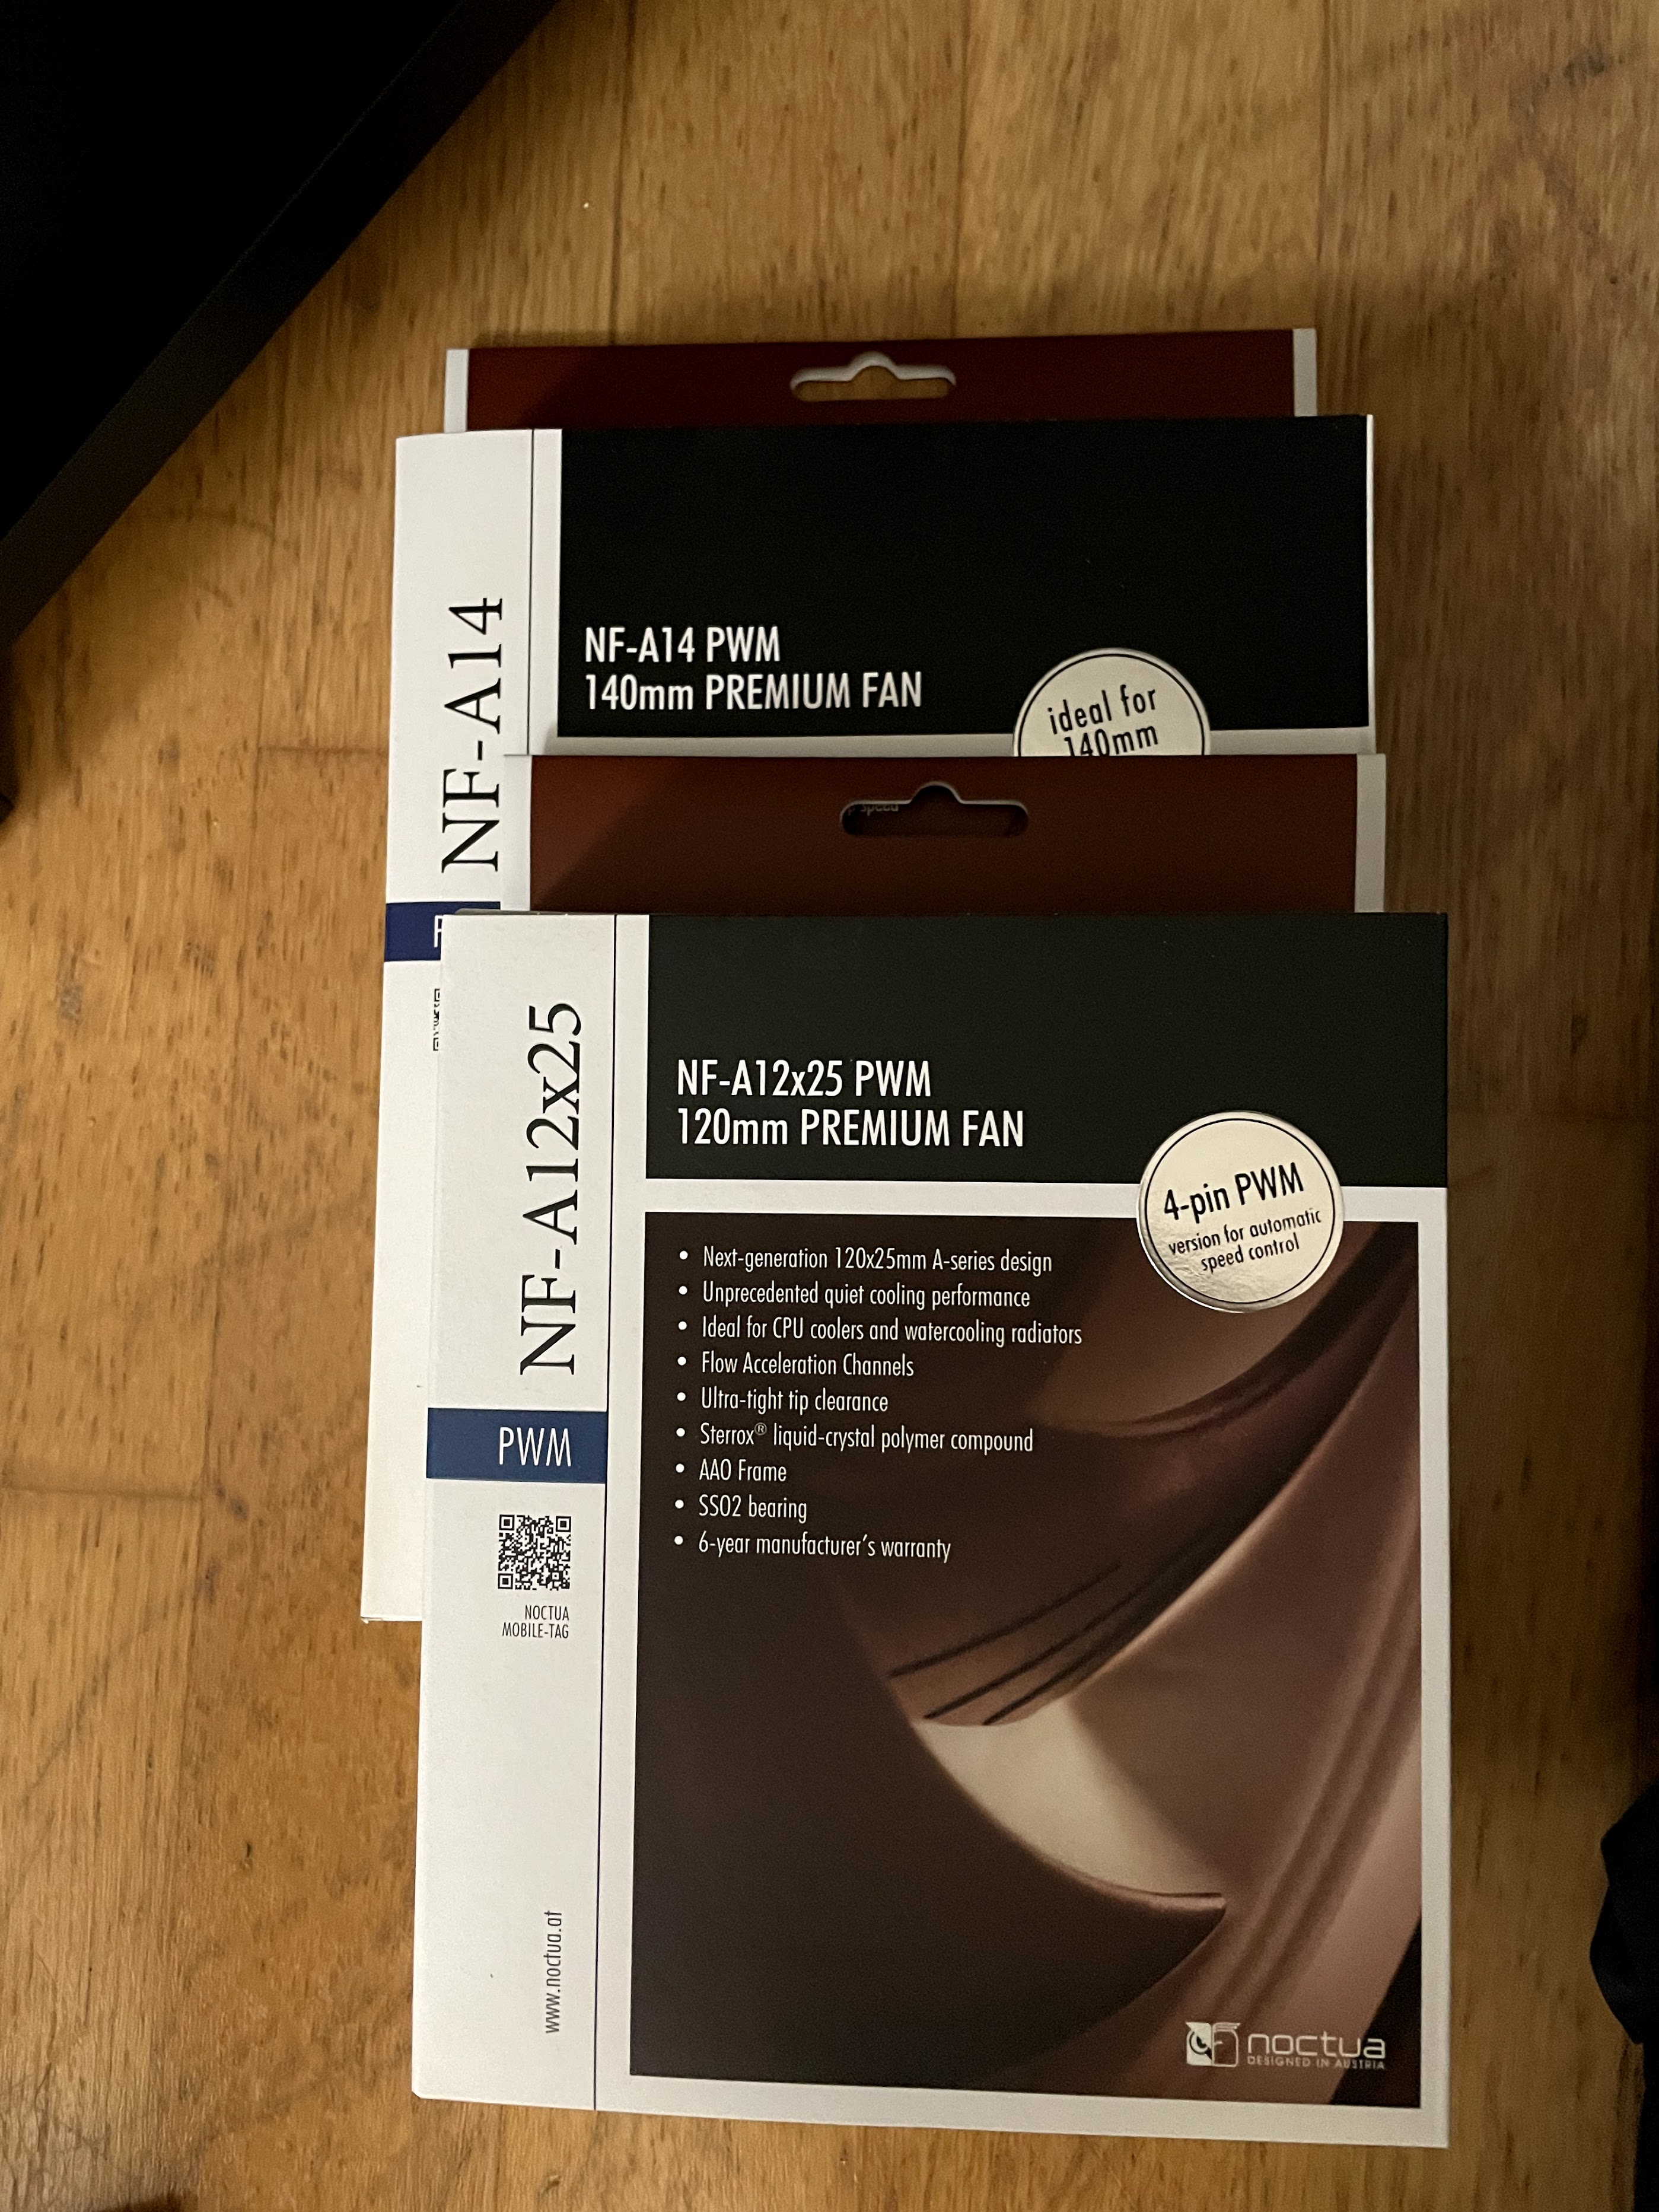 NF-A14
NF-A14 PWM
140mm PREMIUM FAN
ideal for
140mm
speed
NF-A12x25
PWM
NOCTUA
MOBILE-TAG
www.noctua.at
NF-A12x25 PWM
120mm PREMIUM FAN
4-pin PWM
version for automatic
speed control
• Next-generation 120x25mm A-series design
• Unprecedented quiet cooling performance
• Ideal for CPU coolers and watercooling radiators
• Flow Acceleration Channels
• Ultra-tight tip clearance
• Sterrox® liquid-crystal polymer compound
• AAO Frame
• SSO2 bearing
• 6-year manufacturer's warranty
noctua
DESIGNED IN AUSTRIA